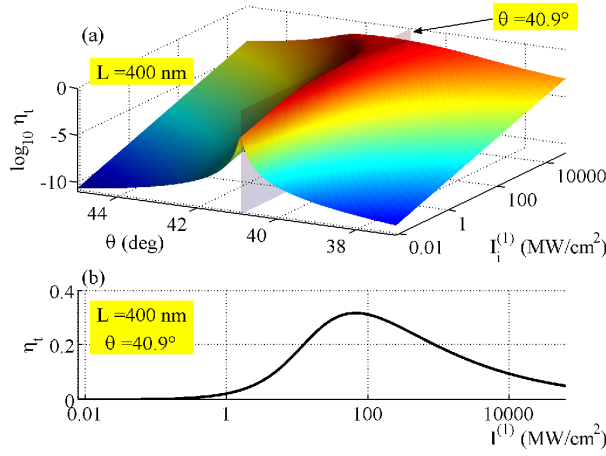 (a)
θ =40.9°
L =400 nm
0
-5
-10
log₁₀ ηₜ
44
42
40
38
θ (deg)
0.01
1
100
10000
Iᵢ⁽¹⁾ (MW/cm²)
(b)
L =400 nm
θ =40.9°
0.4
0.2
0
ηₜ
0.01
1
100
10000
I⁽¹⁾ (MW/cm²)